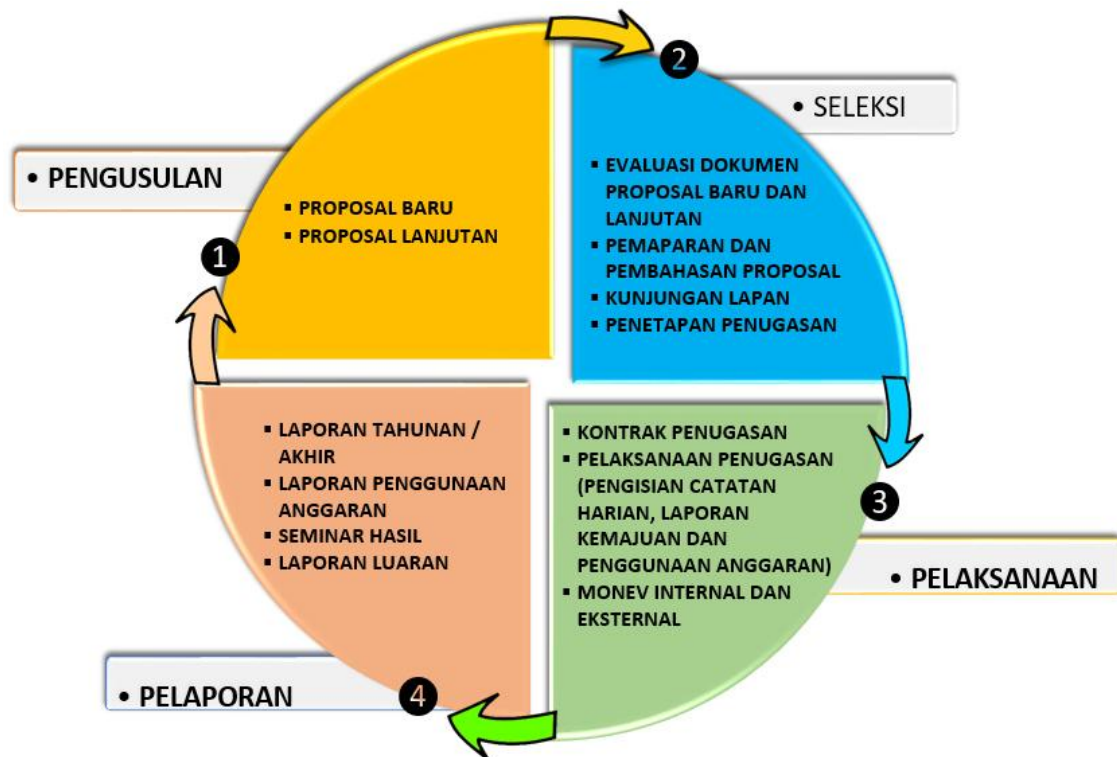 1
• PENGUSULAN
▪ PROPOSAL BARU
▪ PROPOSAL LANJUTAN
2
• SELEKSI
▪ EVALUASI DOKUMEN
PROPOSAL BARU DAN
LANJUTAN
▪ PEMAPARAN DAN
PEMBAHASAN PROPOSAL
▪ KUNJUNGAN LAPAN
▪ PENETAPAN PENUGASAN
3
• PELAKSANAAN
▪ KONTRAK PENUGASAN
▪ PELAKSANAAN PENUGASAN
(PENGISIAN CATATAN
HARIAN, LAPORAN
KEMAJUAN DAN
PENGGUNAAN ANGGARAN)
▪ MONEV INTERNAL DAN
EKSTERNAL
4
• PELAPORAN
▪ LAPORAN TAHUNAN /
AKHIR
▪ LAPORAN PENGGUNAAN
ANGGARAN
▪ SEMINAR HASIL
▪ LAPORAN LUARAN